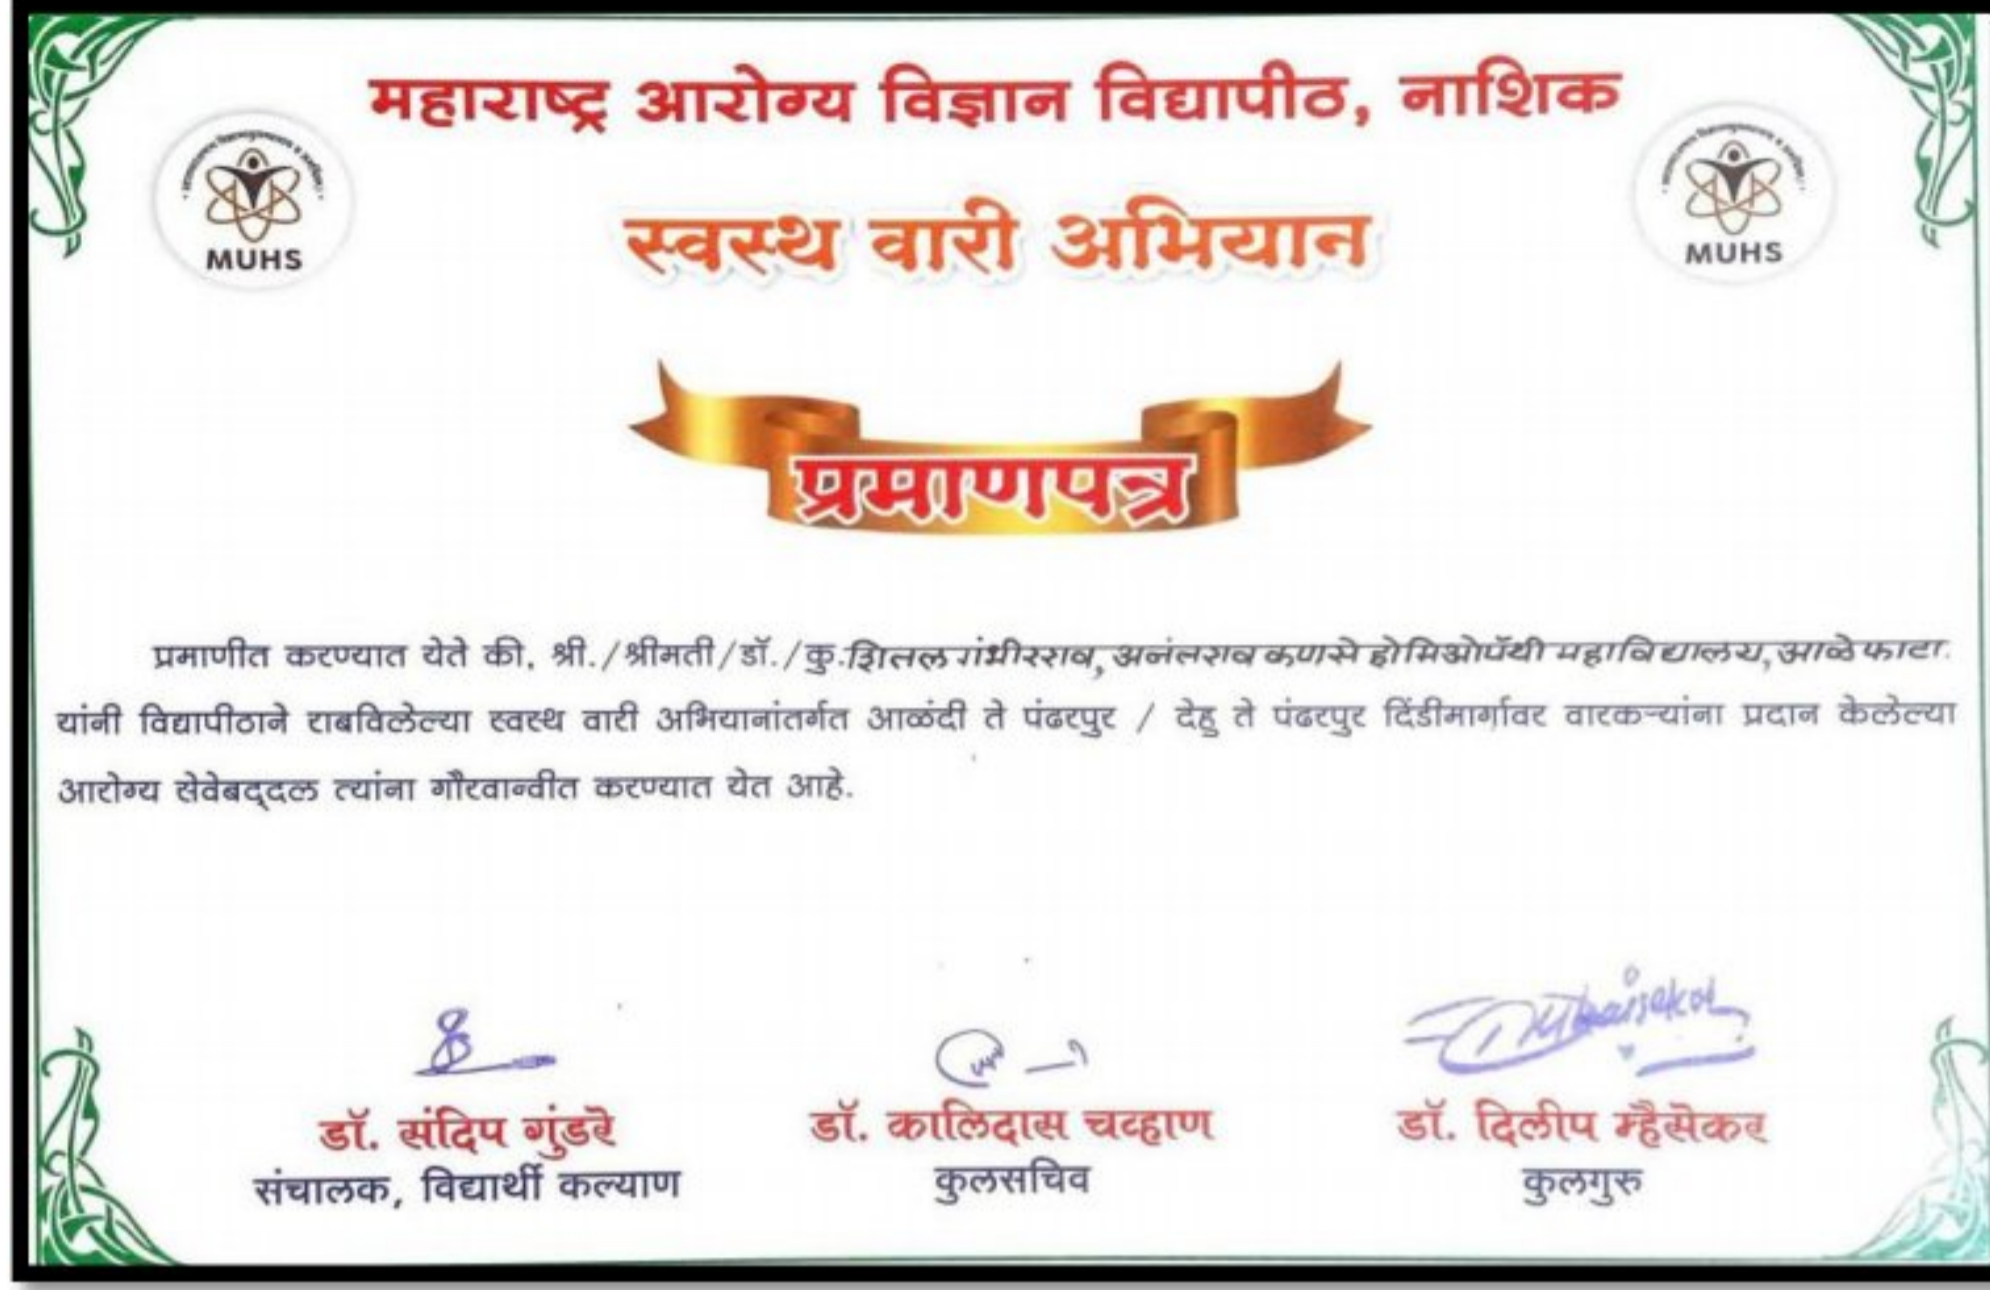 महाराष्ट्र आरोग्य विज्ञान विद्यापीठ, नाशिक
MUHS
MUHS
स्वस्थ वारी अभियान
प्रमाणपत्र
प्रमाणीत करण्यात येते की, श्री./श्रीमती/डॉ./कु.शितल गंभीरराव, अनंतराव कणसे होमिओपॅथी महाविद्यालय, आळेफाटा.
यांनी विद्यापीठाने राबविलेल्या स्वस्थ वारी अभियानांतर्गत आळंदी ते पंढरपुर / देहु ते पंढरपुर दिंडीमार्गावर वारकऱ्यांना प्रदान केलेल्या
आरोग्य सेवेबद्दल त्यांना गौरवान्वीत करण्यात येत आहे.
डॉ. संदिप गुंडरे
संचालक, विद्यार्थी कल्याण
डॉ. कालिदास चव्हाण
कुलसचिव
डॉ. दिलीप म्हैसेकर
कुलगुरु